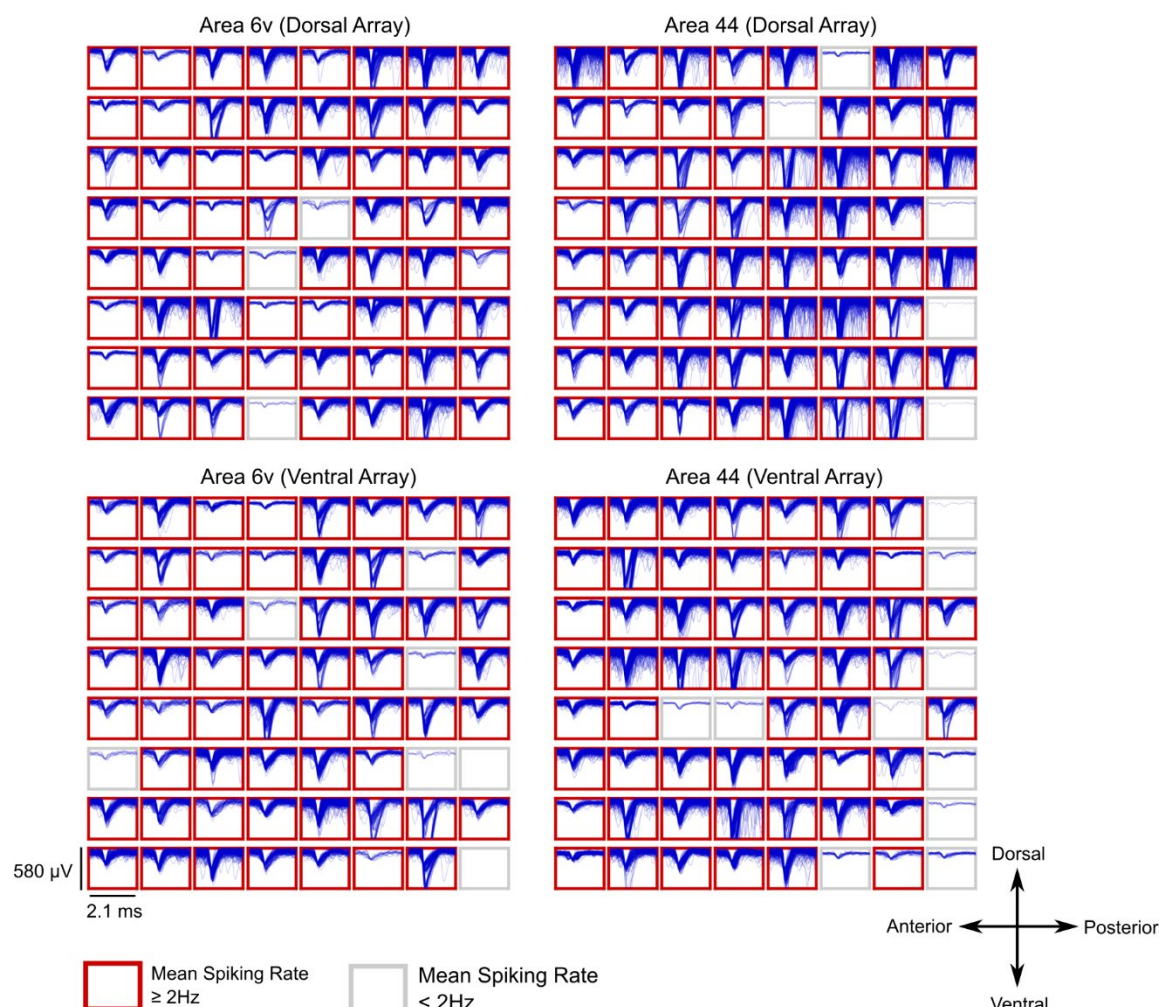 Area 6v (Dorsal Array)
Area 44 (Dorsal Array)
Area 6v (Ventral Array)
Area 44 (Ventral Array)
580 μV
2.1 ms
Dorsal
Anterior
Posterior
Ventral
Mean Spiking Rate
≥ 2Hz
Mean Spiking Rate
< 2Hz